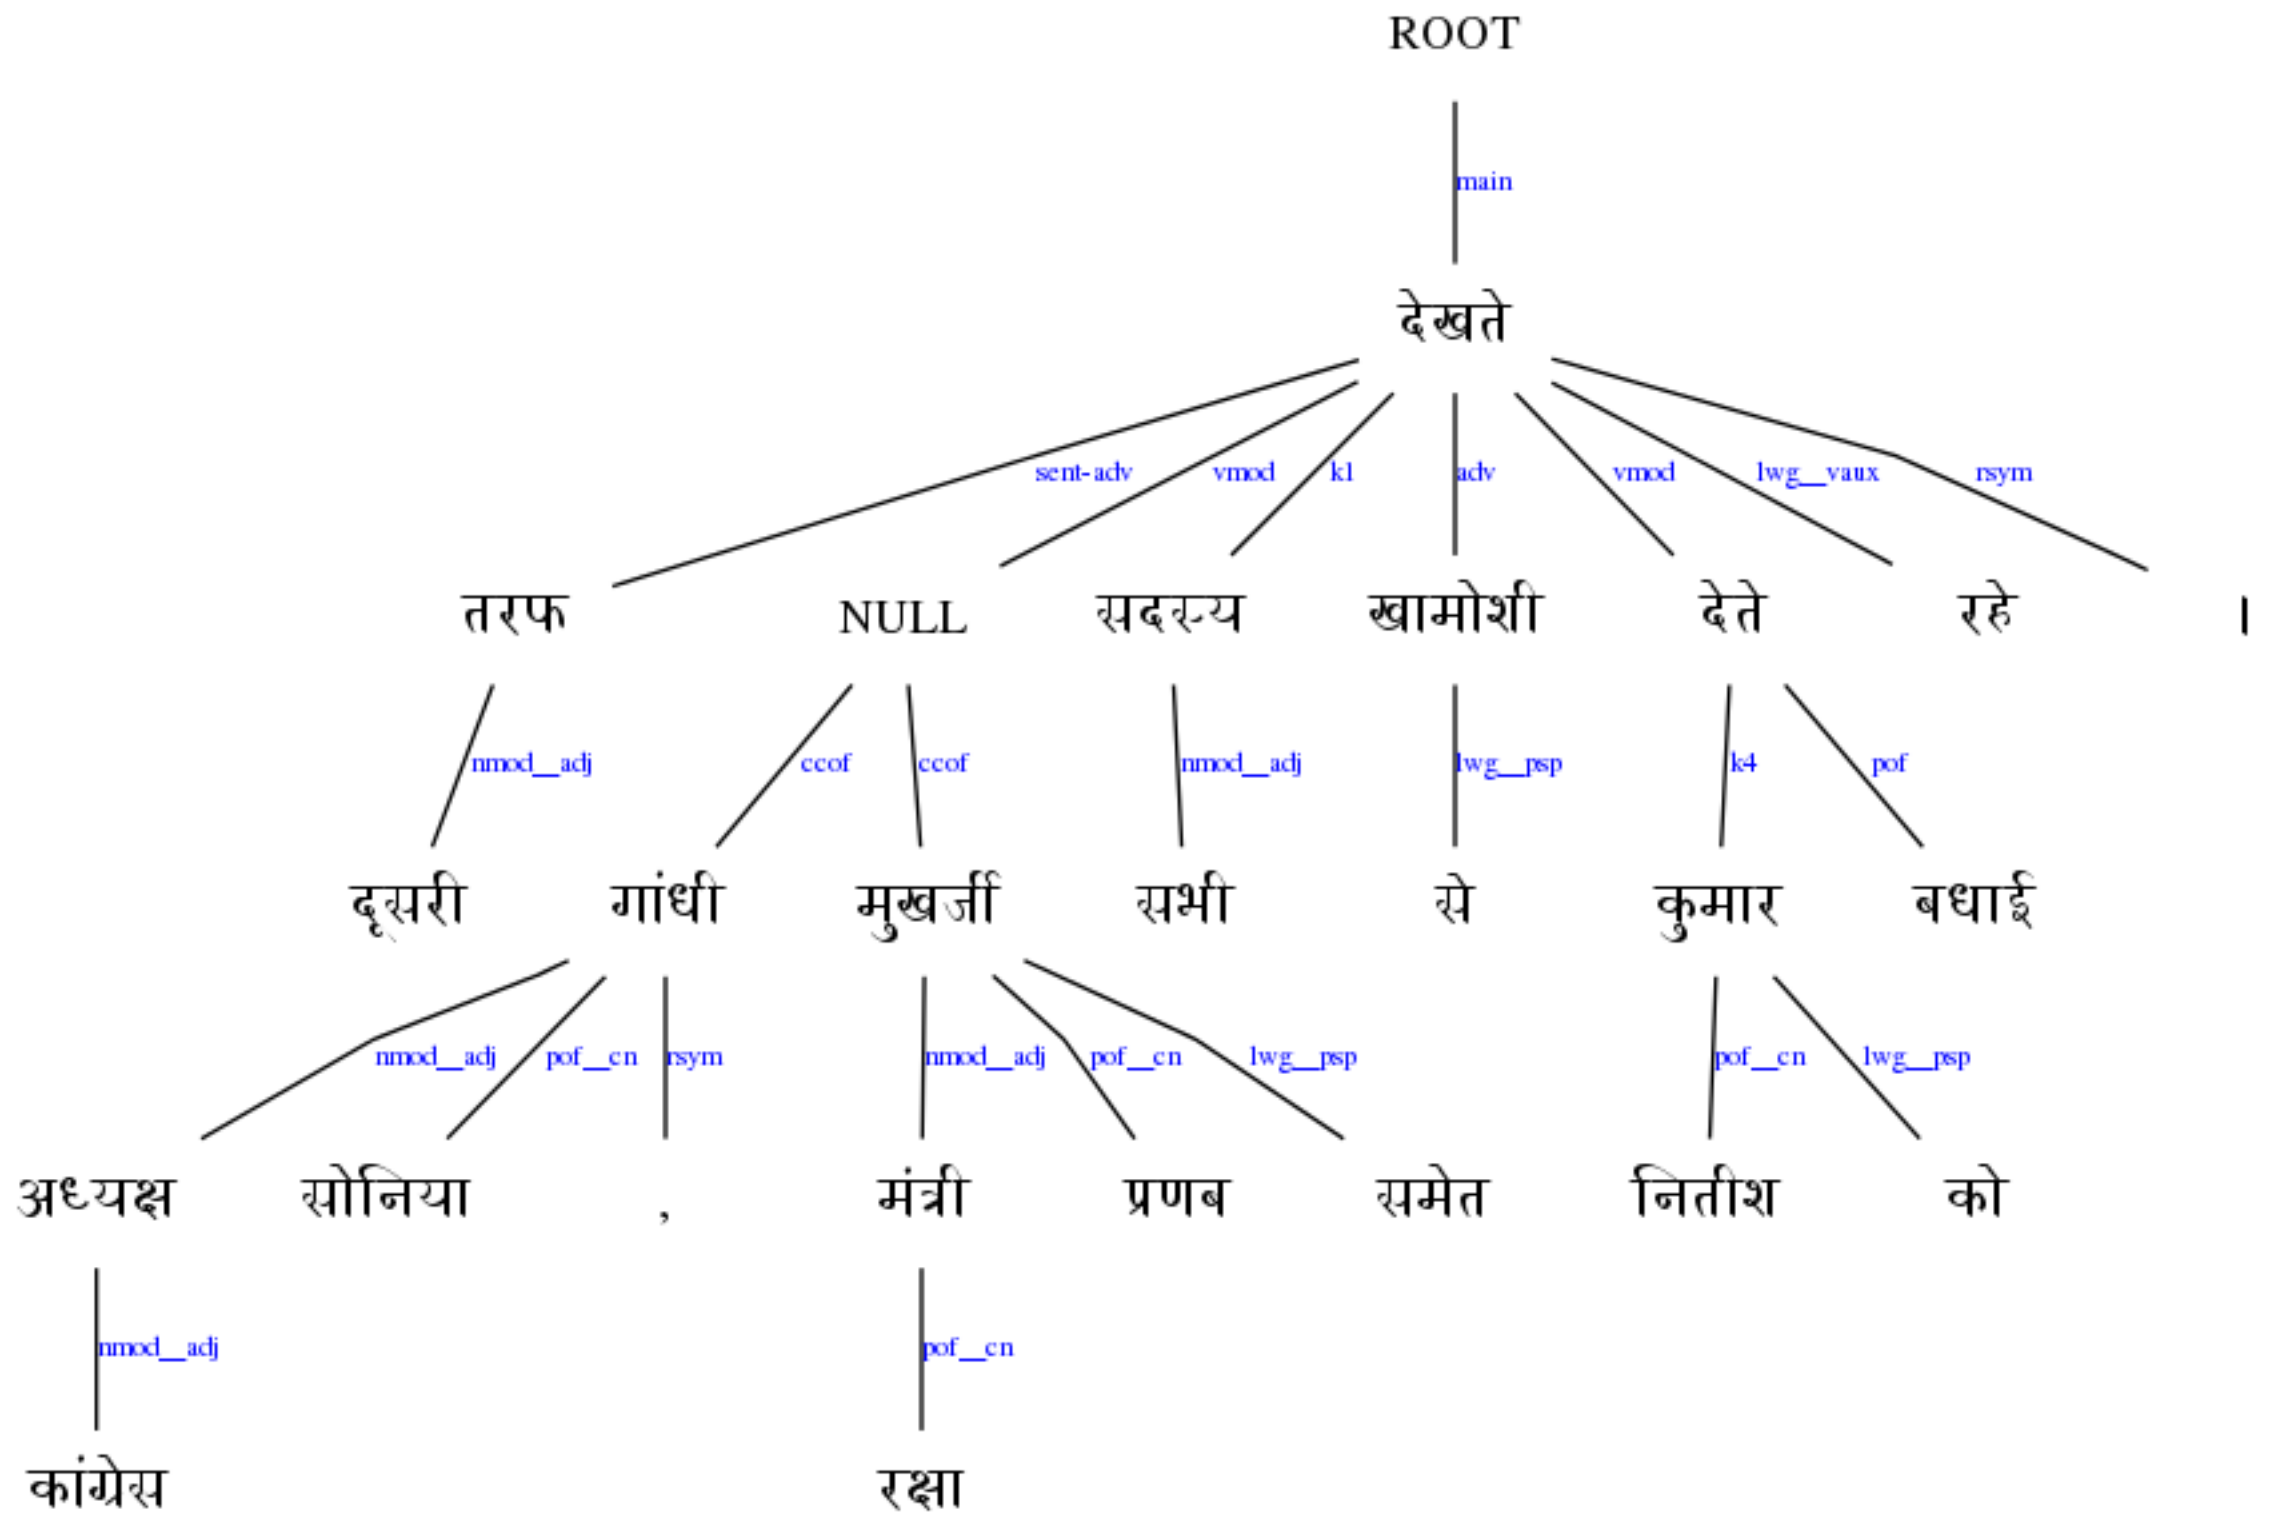 ROOT
main
देखते
sent-adv vmod k1 adv vmod lwg__vaux rsym
तरफ NULL सदस्य खामोशी देते रहे ।
nmod__adj ccof ccof nmod__adj lwg__psp k4 pof
दूसरी गांधी मुखर्जी सभी से कुमार बधाई
nmod__adj pof__cn rsym nmod__adj pof__cn lwg__psp pof__cn lwg__psp
अध्यक्ष सोनिया , मंत्री प्रणब समेत नितीश को
nmod__adj pof__cn
कांग्रेस रक्षा